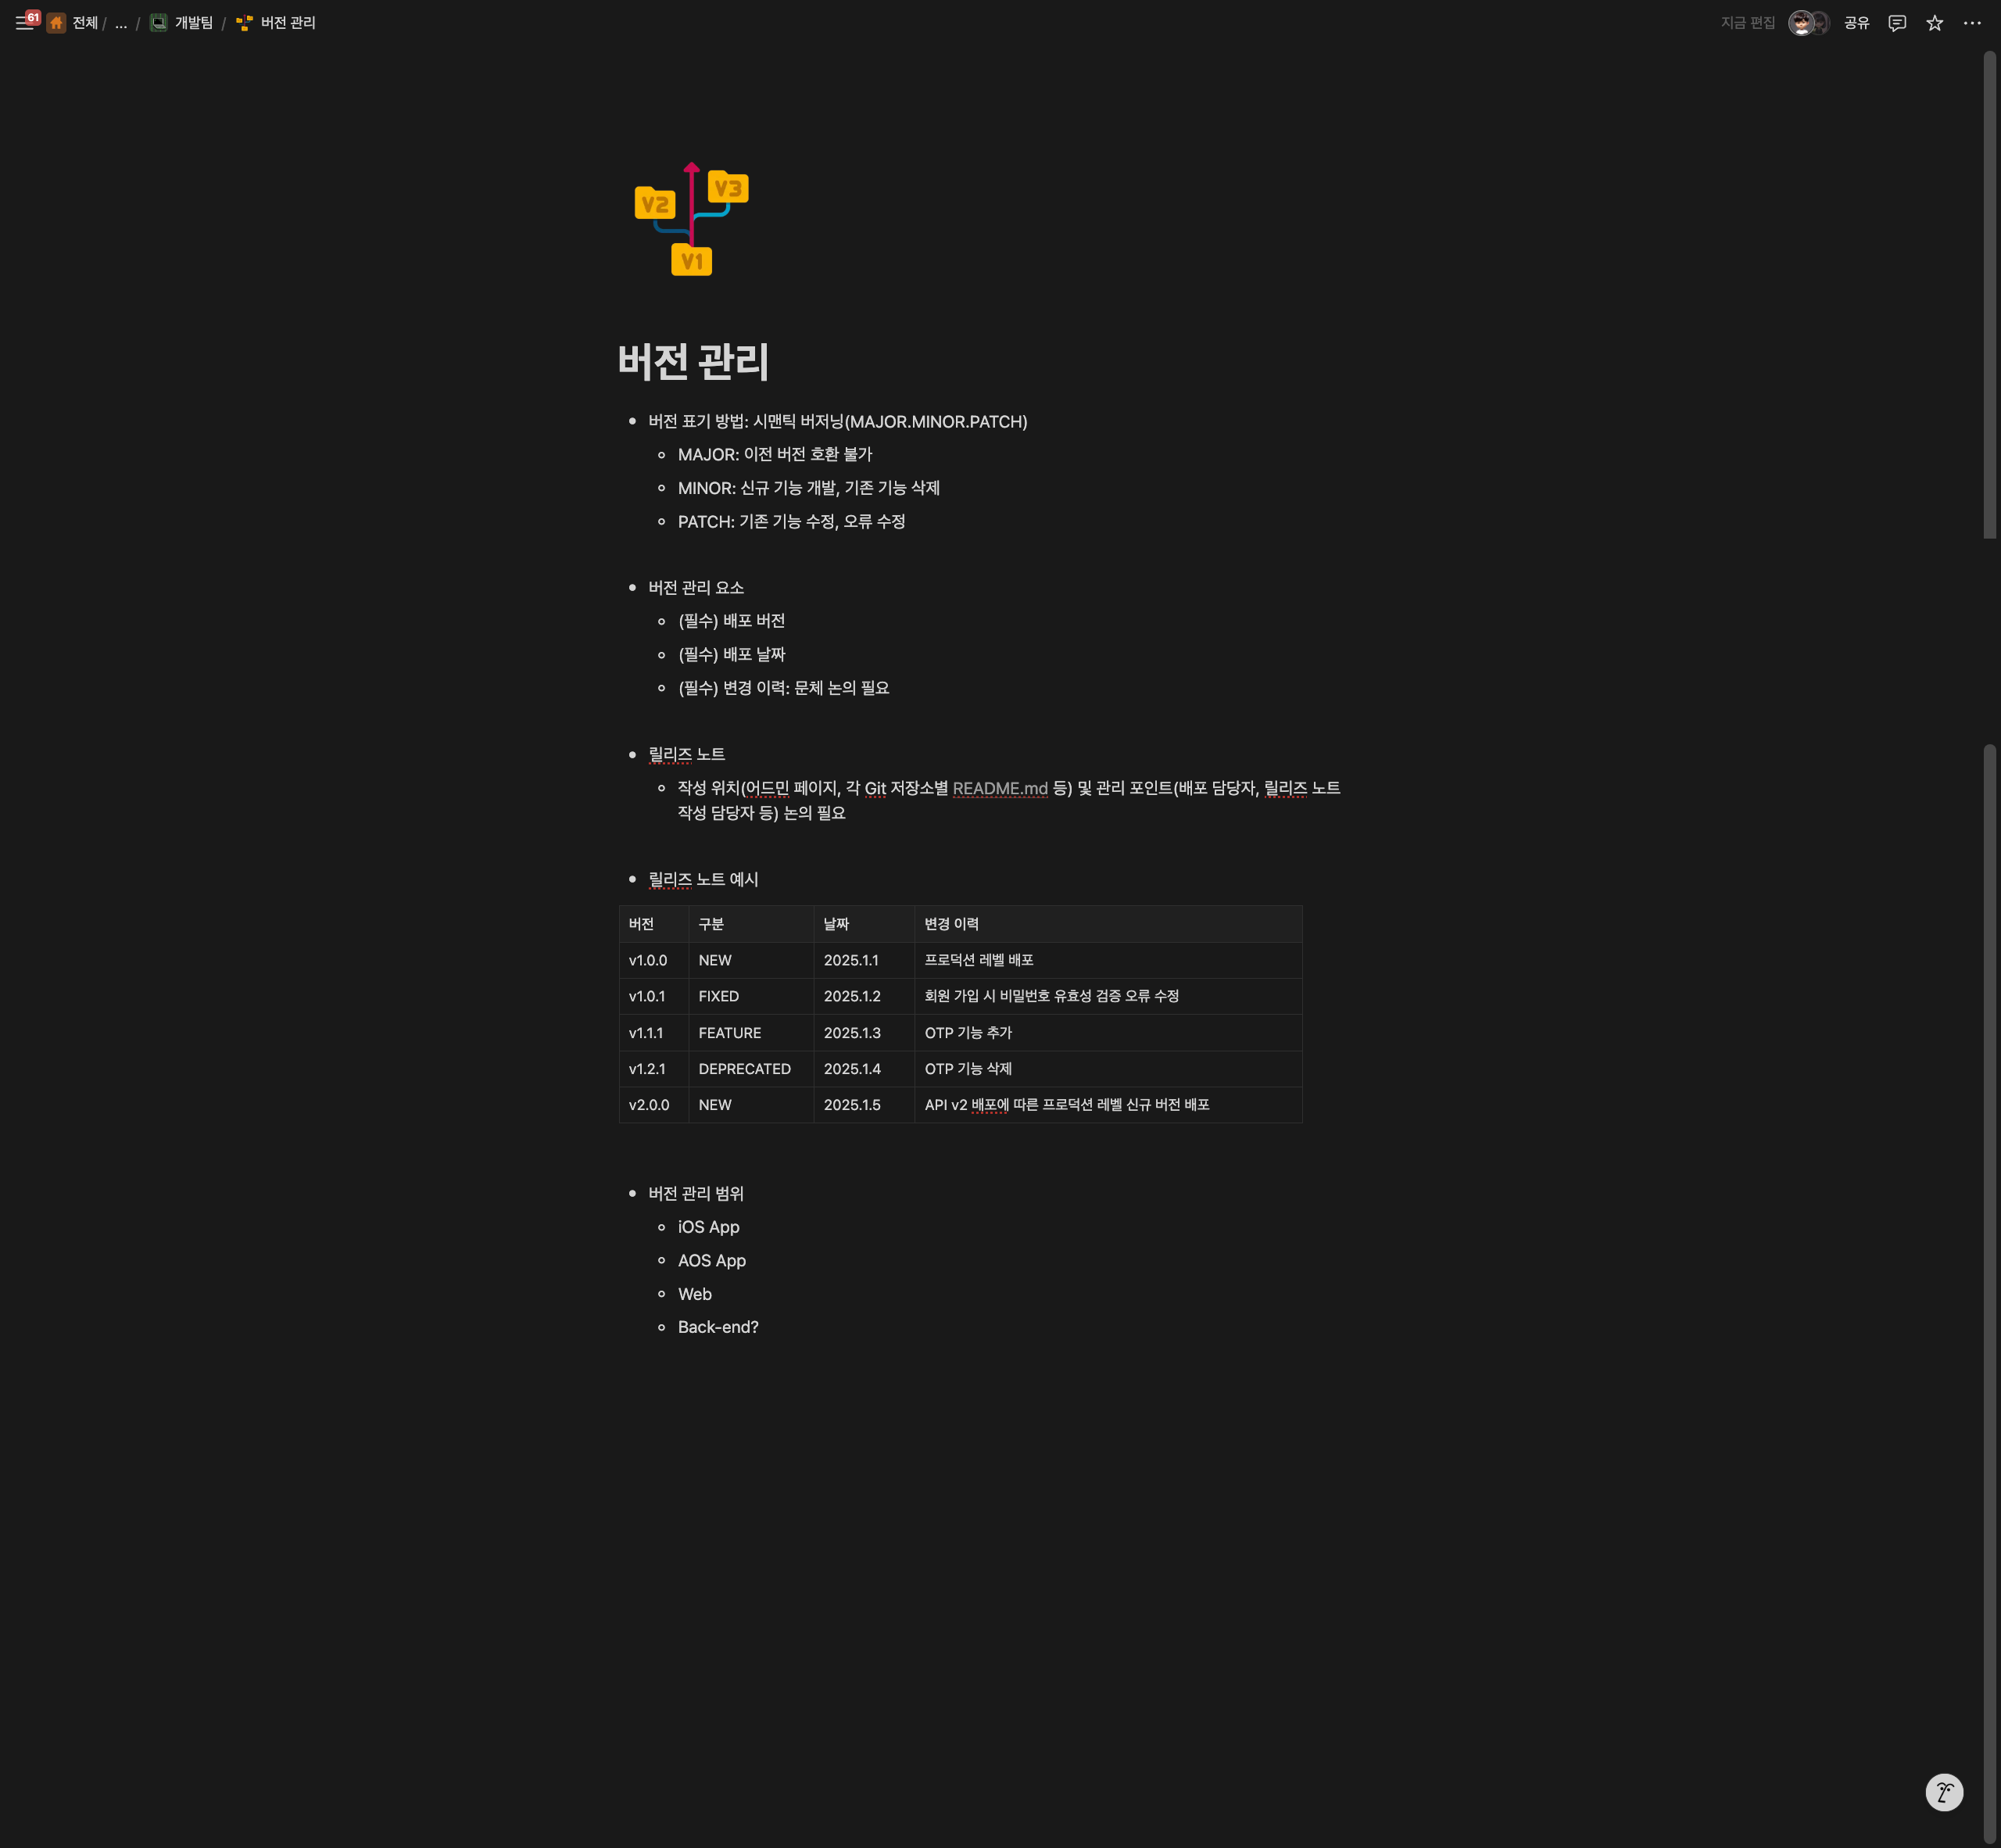 61 전체 / ... / 개발팀 / 버전 관리 지금 편집 공유
V3
V2
V1
버전 관리
버전 표기 방법: 시맨틱 버저닝(MAJOR.MINOR.PATCH)
MAJOR: 이전 버전 호환 불가
MINOR: 신규 기능 개발, 기존 기능 삭제
PATCH: 기존 기능 수정, 오류 수정
버전 관리 요소
(필수) 배포 버전
(필수) 배포 날짜
(필수) 변경 이력: 문체 논의 필요
릴리즈 노트
작성 위치(어드민 페이지, 각 Git 저장소별 README.md 등) 및 관리 포인트(배포 담당자, 릴리즈 노트
작성 담당자 등) 논의 필요
릴리즈 노트 예시
버전 구분 날짜 변경 이력
v1.0.0 NEW 2025.1.1 프로덕션 레벨 배포
v1.0.1 FIXED 2025.1.2 회원 가입 시 비밀번호 유효성 검증 오류 수정
v1.1.1 FEATURE 2025.1.3 OTP 기능 추가
v1.2.1 DEPRECATED 2025.1.4 OTP 기능 삭제
v2.0.0 NEW 2025.1.5 API v2 배포에 따른 프로덕션 레벨 신규 버전 배포
버전 관리 범위
iOS App
AOS App
Web
Back-end?